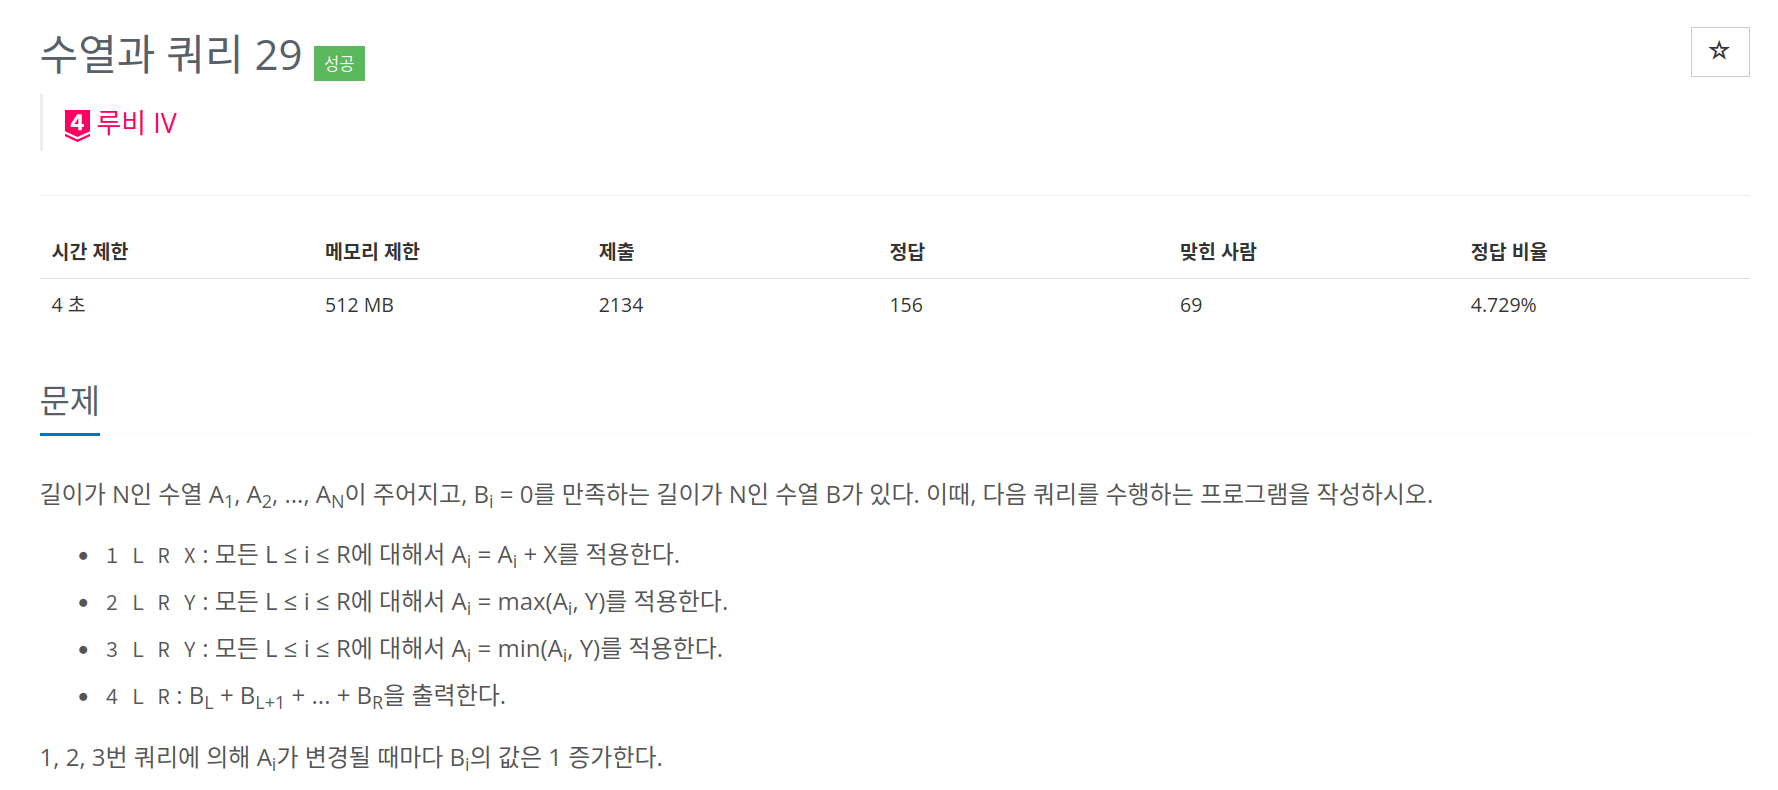 수열과 쿼리 29 성공
☆
4 루비 IV
시간 제한 메모리 제한 제출 정답 맞힌 사람 정답 비율
4 초 512 MB 2134 156 69 4.729%
문제
길이가 N인 수열 A1, A2, ..., AN이 주어지고, Bi = 0를 만족하는 길이가 N인 수열 B가 있다. 이때, 다음 쿼리를 수행하는 프로그램을 작성하시오.
• 1 L R X : 모든 L ≤ i ≤ R에 대해서 Ai = Ai + X를 적용한다.
• 2 L R Y : 모든 L ≤ i ≤ R에 대해서 Ai = max(Ai, Y)를 적용한다.
• 3 L R Y : 모든 L ≤ i ≤ R에 대해서 Ai = min(Ai, Y)를 적용한다.
• 4 L R : BL + BL+1 + ... + BR을 출력한다.
1, 2, 3번 쿼리에 의해 Ai가 변경될 때마다 Bi의 값은 1 증가한다.